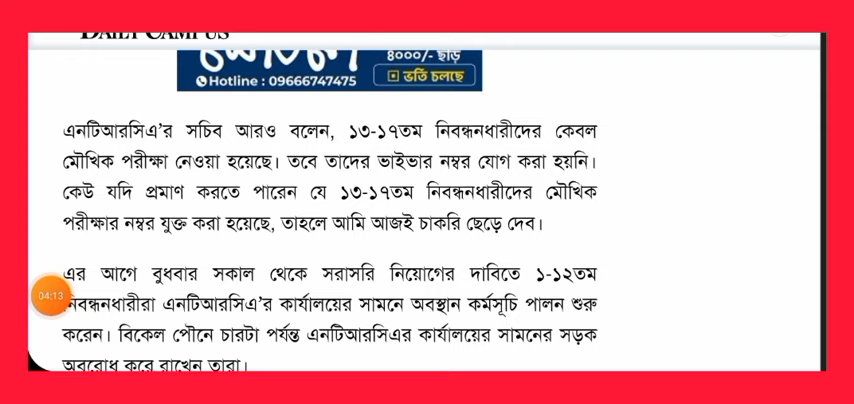 DAILY CAMPUS
৪০০০/- ছাড়
Hotline : 09666747475
ভর্তি চলছে
এনটিআরসিএ'র সচিব আরও বলেন, ১৩-১৭তম নিবন্ধনধারীদের কেবল
মৌখিক পরীক্ষা নেওয়া হয়েছে। তবে তাদের ভাইভার নম্বর যোগ করা হয়নি।
কেউ যদি প্রমাণ করতে পারেন যে ১৩-১৭তম নিবন্ধনধারীদের মৌখিক
পরীক্ষার নম্বর যুক্ত করা হয়েছে, তাহলে আমি আজই চাকরি ছেড়ে দেব।
এর আগে বুধবার সকাল থেকে সরাসরি নিয়োগের দাবিতে ১-১২তম
04:13
নিবন্ধনধারীরা এনটিআরসিএ'র কার্যালয়ের সামনে অবস্থান কর্মসূচি পালন শুরু
করেন। বিকেল পৌনে চারটা পর্যন্ত এনটিআরসিএর কার্যালয়ের সামনের সড়ক
অবরোধ করে রাখেন তারা।